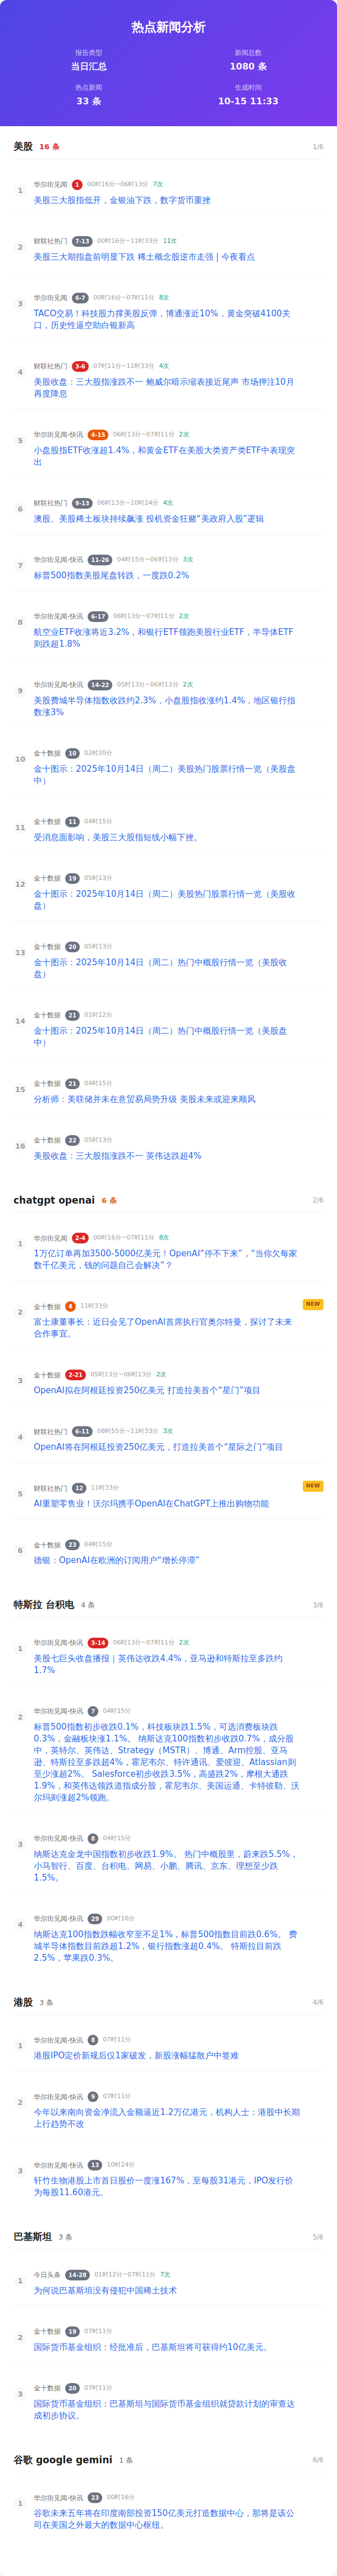 热点新闻分析
报告类型
新闻总数
当日汇总
1080 条
热点新闻
生成时间
33 条
10-15 11:33
美股 16 条 1/6
1
华尔街见闻 1 00时16分~06时13分 7次
美股三大股指低开，金银油下跌，数字货币重挫
2
财联社热门 7-13 00时16分~11时33分 11次
美股三大期指盘前明显下跌 稀土概念股逆市走强 | 今夜看点
3
华尔街见闻 6-7 00时16分~07时11分 8次
TACO交易！科技股力撑美股反弹，博通涨近10%，黄金突破4100关
口，历史性逼空助白银新高
4
财联社热门 3-6 07时11分~11时33分 4次
美股收盘：三大股指涨跌不一 鲍威尔暗示缩表接近尾声 市场押注10月
再度降息
5
华尔街见闻-快讯 4-15 06时13分~07时11分 2次
小盘股指ETF收涨超1.4%，和黄金ETF在美股大类资产类ETF中表现突
出
6
财联社热门 9-13 06时13分~10时24分 4次
澳股、美股稀土板块持续飙涨 投机资金狂赌“美政府入股”逻辑
7
华尔街见闻-快讯 11-26 04时15分~06时13分 3次
标普500指数美股尾盘转跌，一度跌0.2%
8
华尔街见闻-快讯 6-17 06时13分~07时11分 2次
航空业ETF收涨将近3.2%，和银行ETF领跑美股行业ETF，半导体ETF
则跌超1.8%
9
华尔街见闻-快讯 14-22 05时13分~06时13分 2次
美股费城半导体指数收跌约2.3%，小盘股指收涨约1.4%，地区银行指
数涨3%
10
金十数据 10 02时20分
金十图示：2025年10月14日（周二）美股热门股票行情一览（美股盘
中）
11
金十数据 11 04时15分
受消息面影响，美股三大股指短线小幅下挫。
12
金十数据 19 05时13分
金十图示：2025年10月14日（周二）美股热门股票行情一览（美股收
盘）
13
金十数据 20 05时13分
金十图示：2025年10月14日（周二）热门中概股行情一览（美股收
盘）
14
金十数据 21 01时12分
金十图示：2025年10月14日（周二）热门中概股行情一览（美股盘
中）
15
金十数据 21 04时15分
分析师：美联储并未在意贸易局势升级 美股未来或迎来顺风
16
金十数据 22 05时13分
美股收盘：三大股指涨跌不一 英伟达跌超4%
chatgpt openai 6 条 2/6
1
华尔街见闻 2-4 00时16分~07时11分 8次
1万亿订单再加3500-5000亿美元！OpenAI“停不下来”，“当你欠每家
数千亿美元，钱的问题自己会解决”？
2
金十数据 4 11时33分
NEW
富士康董事长：近日会见了OpenAI首席执行官奥尔特曼，探讨了未来
合作事宜。
3
金十数据 2-21 05时13分~06时13分 2次
OpenAI拟在阿根廷投资250亿美元 打造拉美首个“星门”项目
4
财联社热门 6-11 08时55分~11时33分 3次
OpenAI将在阿根廷投资250亿美元，打造拉美首个“星际之门”项目
5
财联社热门 12 11时33分
NEW
AI重塑零售业！沃尔玛携手OpenAI在ChatGPT上推出购物功能
6
金十数据 23 04时15分
德银：OpenAI在欧洲的订阅用户“增长停滞”
特斯拉 台积电 4 条 3/6
1
华尔街见闻-快讯 3-14 06时13分~07时11分 2次
美股七巨头收盘播报｜英伟达收跌4.4%，亚马逊和特斯拉至多跌约
1.7%
2
华尔街见闻-快讯 7 04时15分
标普500指数初步收跌0.1%，科技板块跌1.5%，可选消费板块跌
0.3%，金融板块涨1.1%。 纳斯达克100指数初步收跌0.7%，成分股
中，英特尔、英伟达、Strategy（MSTR）、博通、Arm控股、亚马
逊、特斯拉至多跌超4%，霍尼韦尔、特许通讯、爱彼迎、Atlassian则
至少涨超2%。 Salesforce初步收跌3.5%，高盛跌2%，摩根大通跌
1.9%，和英伟达领跌道指成分股，霍尼韦尔、美国运通、卡特彼勒、沃
尔玛则涨超2%领跑。
3
华尔街见闻-快讯 8 04时15分
纳斯达克金龙中国指数初步收跌1.9%。 热门中概股里，蔚来跌5.5%，
小马智行、百度、台积电、网易、小鹏、腾讯、京东、理想至少跌
1.5%。
4
华尔街见闻-快讯 29 00时16分
纳斯达克100指数跌幅收窄至不足1%，标普500指数目前跌0.6%。 费
城半导体指数目前跌超1.2%，银行指数涨超0.4%。 特斯拉目前跌
2.5%，苹果跌0.3%。
港股 3 条 4/6
1
华尔街见闻-快讯 8 07时11分
港股IPO定价新规后仅1家破发，新股涨幅猛散户中签难
2
华尔街见闻-快讯 9 07时11分
今年以来南向资金净流入金额逼近1.2万亿港元，机构人士：港股中长期
上行趋势不改
3
华尔街见闻-快讯 13 10时24分
轩竹生物港股上市首日股价一度涨167%，至每股31港元，IPO发行价
为每股11.60港元。
巴基斯坦 3 条 5/6
1
今日头条 14-28 01时12分~07时11分 7次
为何说巴基斯坦没有侵犯中国稀土技术
2
金十数据 19 07时11分
国际货币基金组织：经批准后，巴基斯坦将可获得约10亿美元。
3
金十数据 20 07时11分
国际货币基金组织：巴基斯坦与国际货币基金组织就贷款计划的审查达
成初步协议。
谷歌 google gemini 1 条 6/6
1
华尔街见闻-快讯 23 00时16分
谷歌未来五年将在印度南部投资150亿美元打造数据中心，那将是该公
司在美国之外最大的数据中心枢纽。